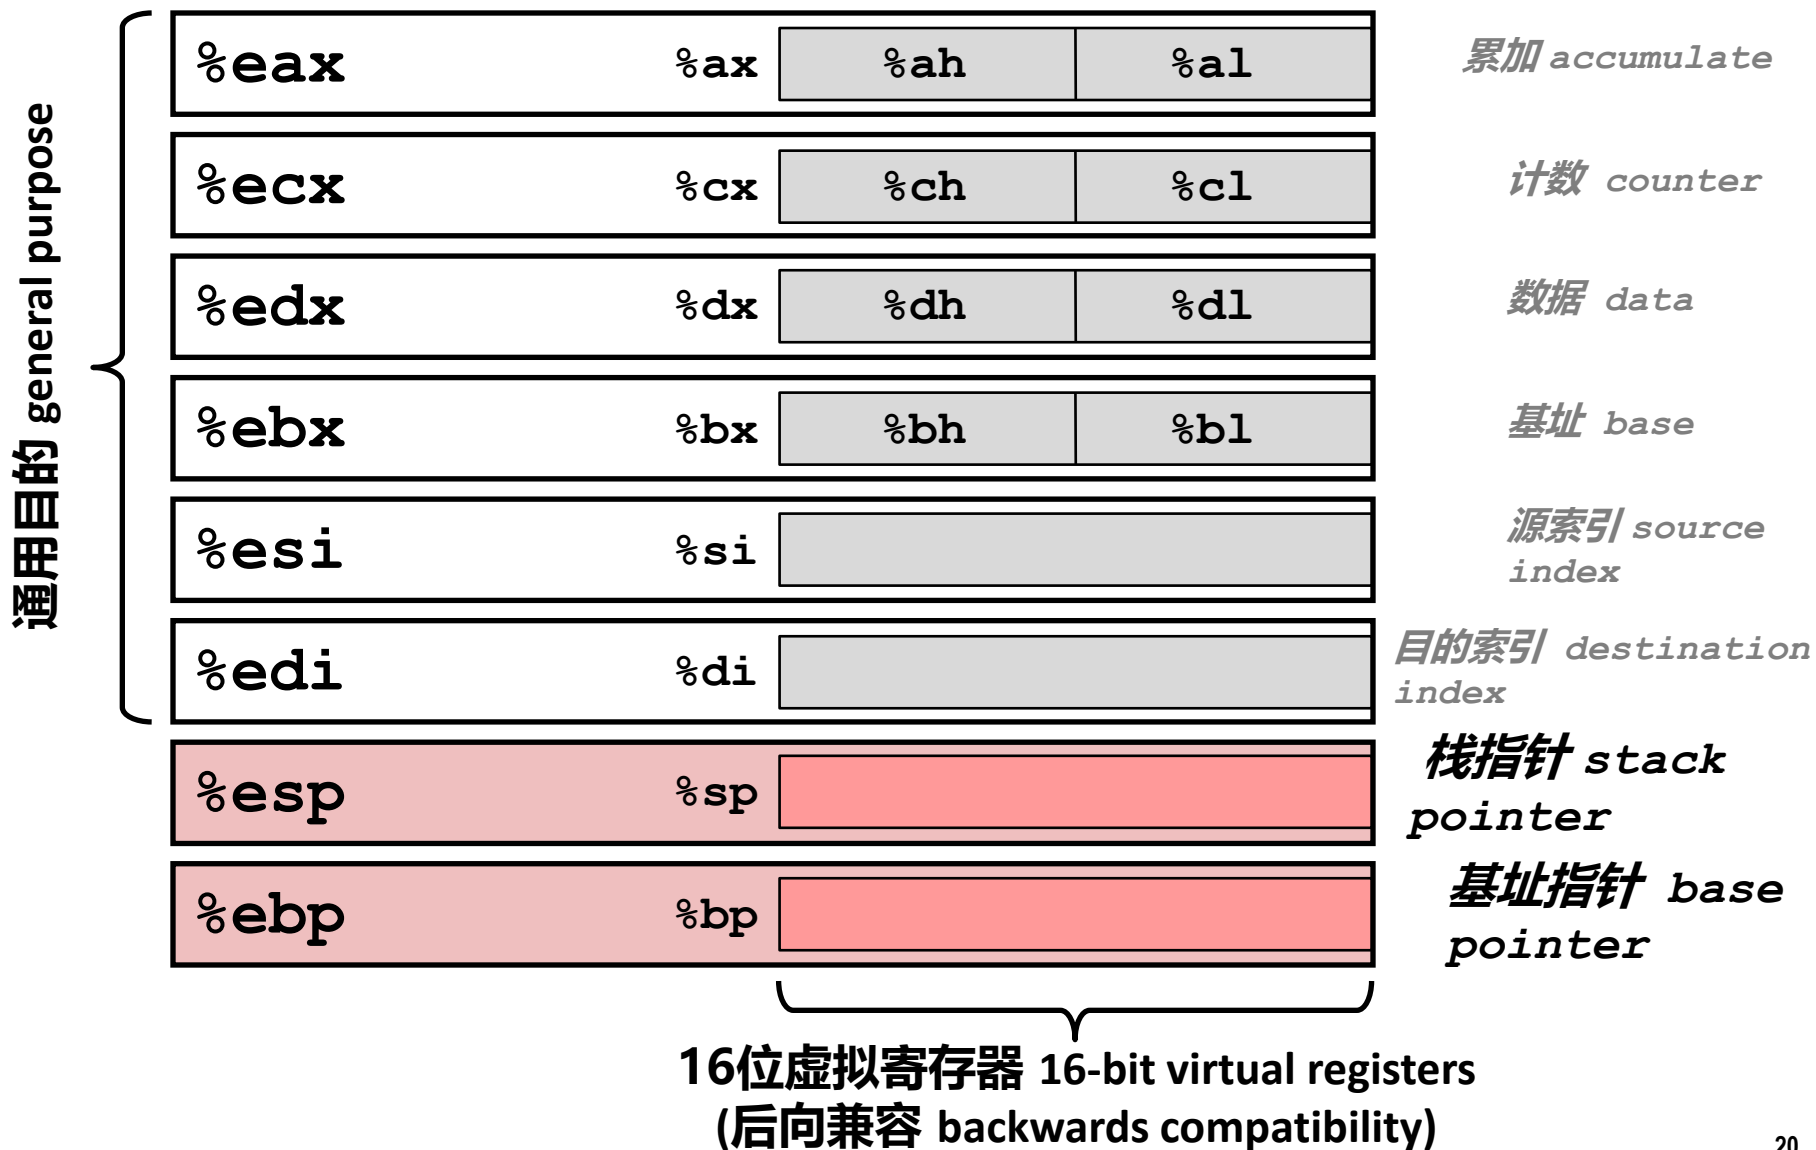 通用目的 general purpose
%eax %ax %ah %al 累加 accumulate
%ecx %cx %ch %cl 计数 counter
%edx %dx %dh %dl 数据 data
%ebx %bx %bh %bl 基址 base
%esi %si 源索引 source
index
%edi %di 目的索引 destination
index
%esp %sp 栈指针 stack
pointer
%ebp %bp 基址指针 base
pointer
16位虚拟寄存器 16-bit virtual registers
(后向兼容 backwards compatibility)
20